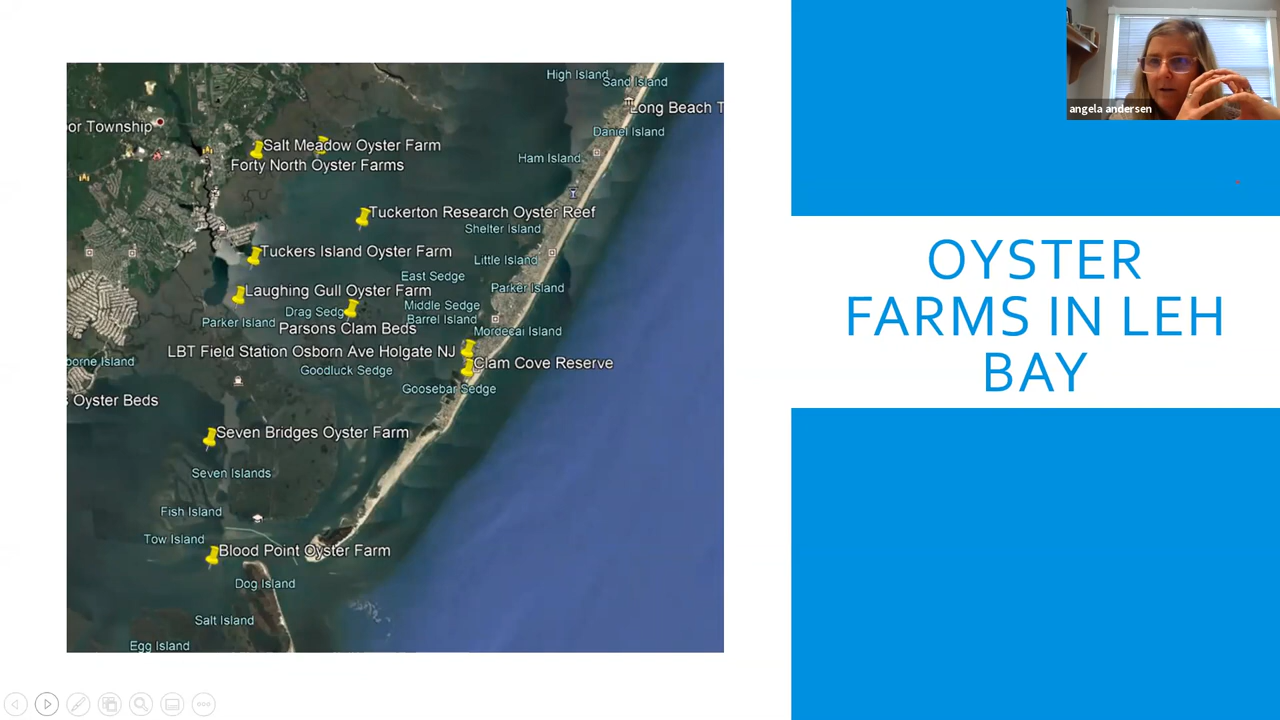 High Island
Sand Island
Long Beach T
or Township
Daniel Island
Salt Meadow Oyster Farm
Ham Island
Forty North Oyster Farms
Tuckerton Research Oyster Reef
Shelter Island
Tuckers Island Oyster Farm
Little Island
East Sedge
Laughing Gull Oyster Farm
Parker Island
Drag Sedg
Middle Sedge
Parker Island
Barrel Island
Parsons Clam Beds
Mordecai Island
LBT Field Station Osborn Ave Holgate NJ
borne Island
Clam Cove Reserve
Goodluck Sedge
Goosebar Sedge
s Oyster Beds
Seven Bridges Oyster Farm
Seven Islands
Fish Island
Tow Island
Blood Point Oyster Farm
Dog Island
Salt Island
Egg Island
angela andersen
OYSTER
FARMS IN LEH
BAY